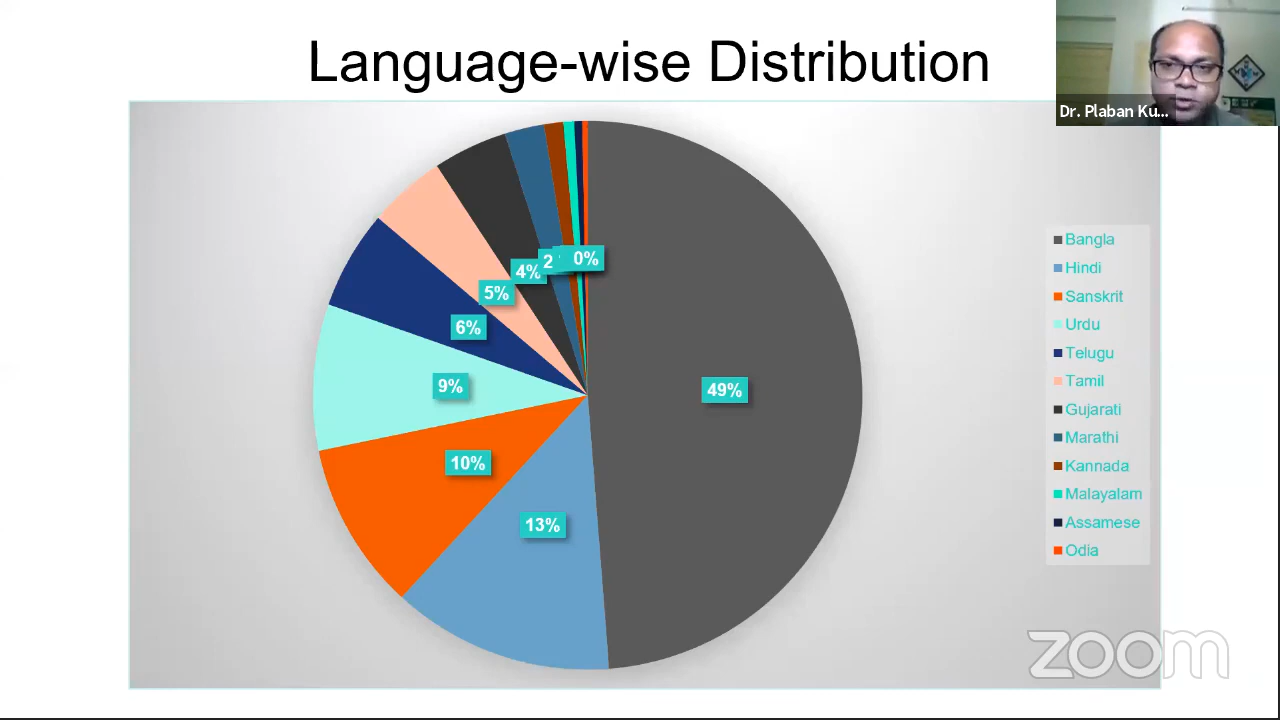 Language-wise Distribution
Dr. Plaban Ku...
49%
13%
10%
9%
6%
5%
4%
2
0%
Bangla
Hindi
Sanskrit
Urdu
Telugu
Tamil
Gujarati
Marathi
Kannada
Malayalam
Assamese
Odia
zoom